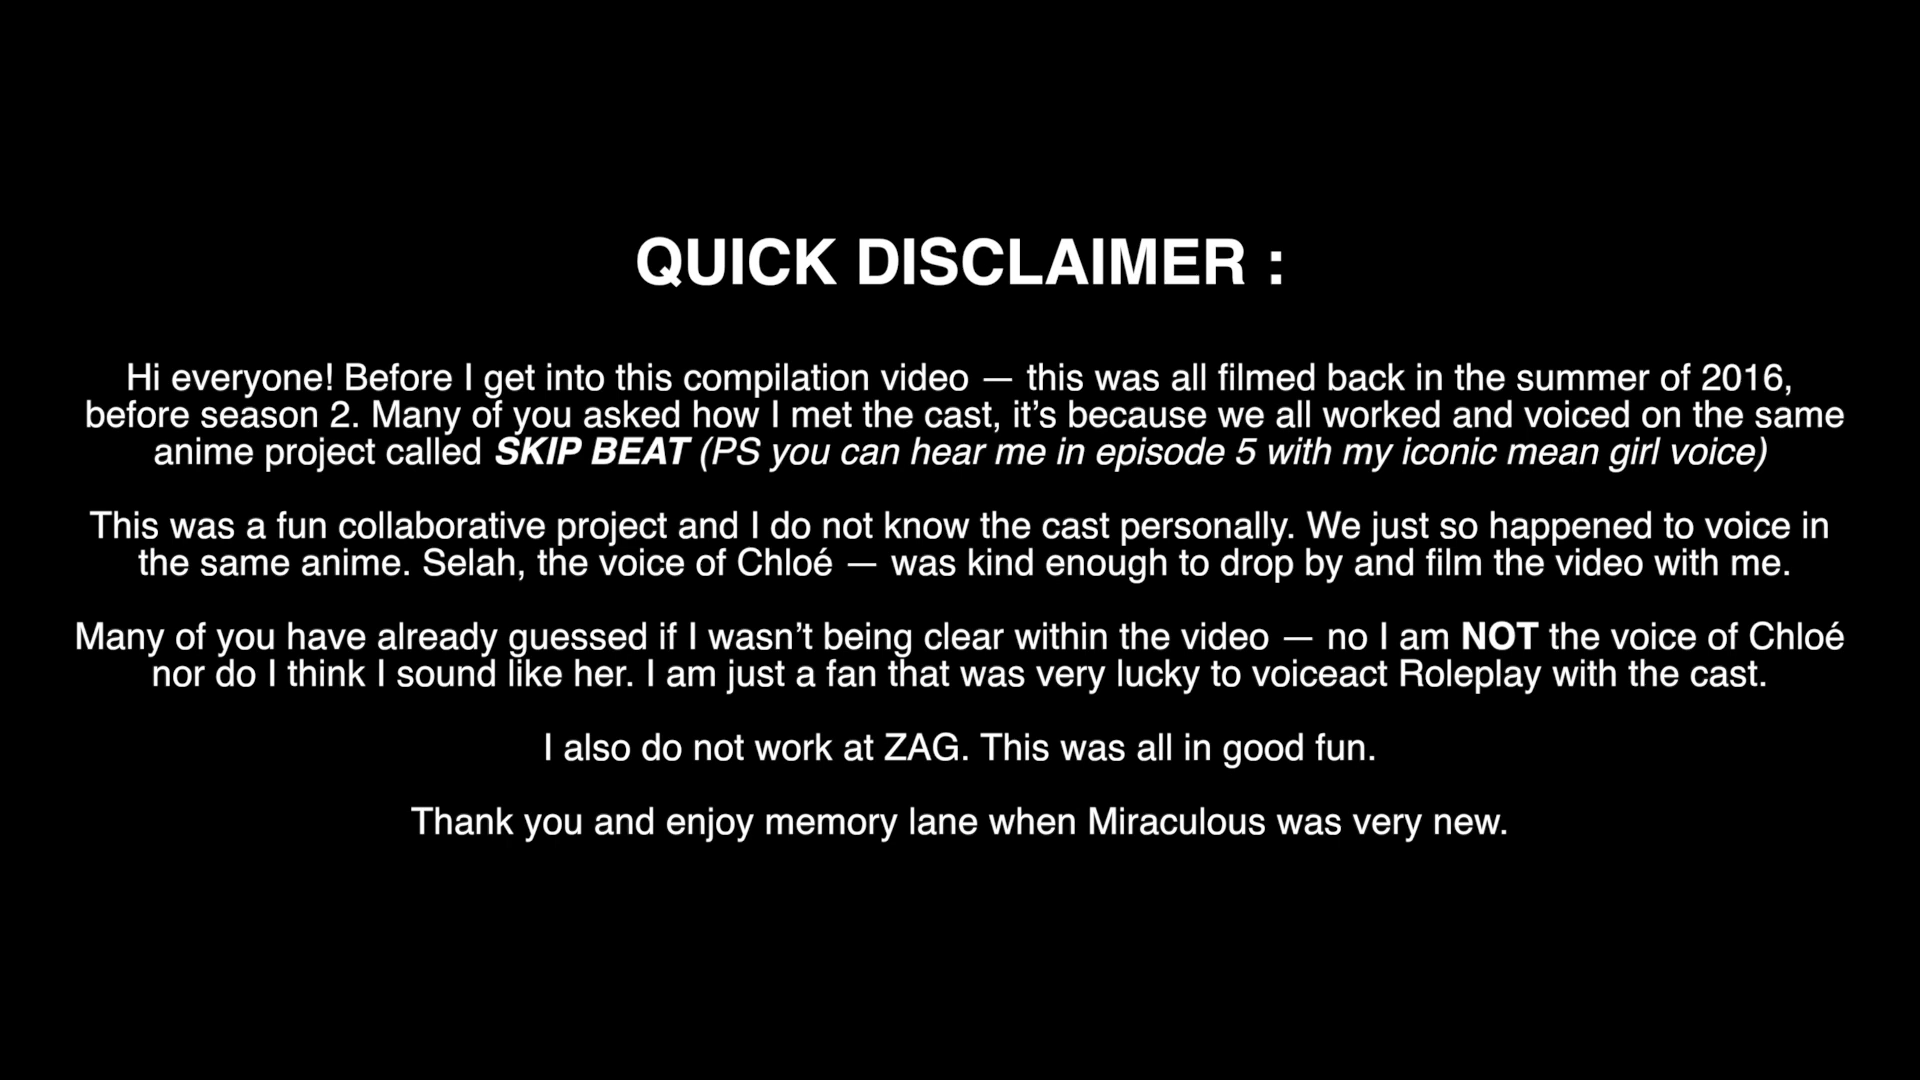 QUICK DISCLAIMER :
Hi everyone! Before I get into this compilation video — this was all filmed back in the summer of 2016,
before season 2. Many of you asked how I met the cast, it’s because we all worked and voiced on the same
anime project called SKIP BEAT (PS you can hear me in episode 5 with my iconic mean girl voice)
This was a fun collaborative project and I do not know the cast personally. We just so happened to voice in
the same anime. Selah, the voice of Chloé — was kind enough to drop by and film the video with me.
Many of you have already guessed if I wasn’t being clear within the video — no I am NOT the voice of Chloé
nor do I think I sound like her. I am just a fan that was very lucky to voiceact Roleplay with the cast.
I also do not work at ZAG. This was all in good fun.
Thank you and enjoy memory lane when Miraculous was very new.